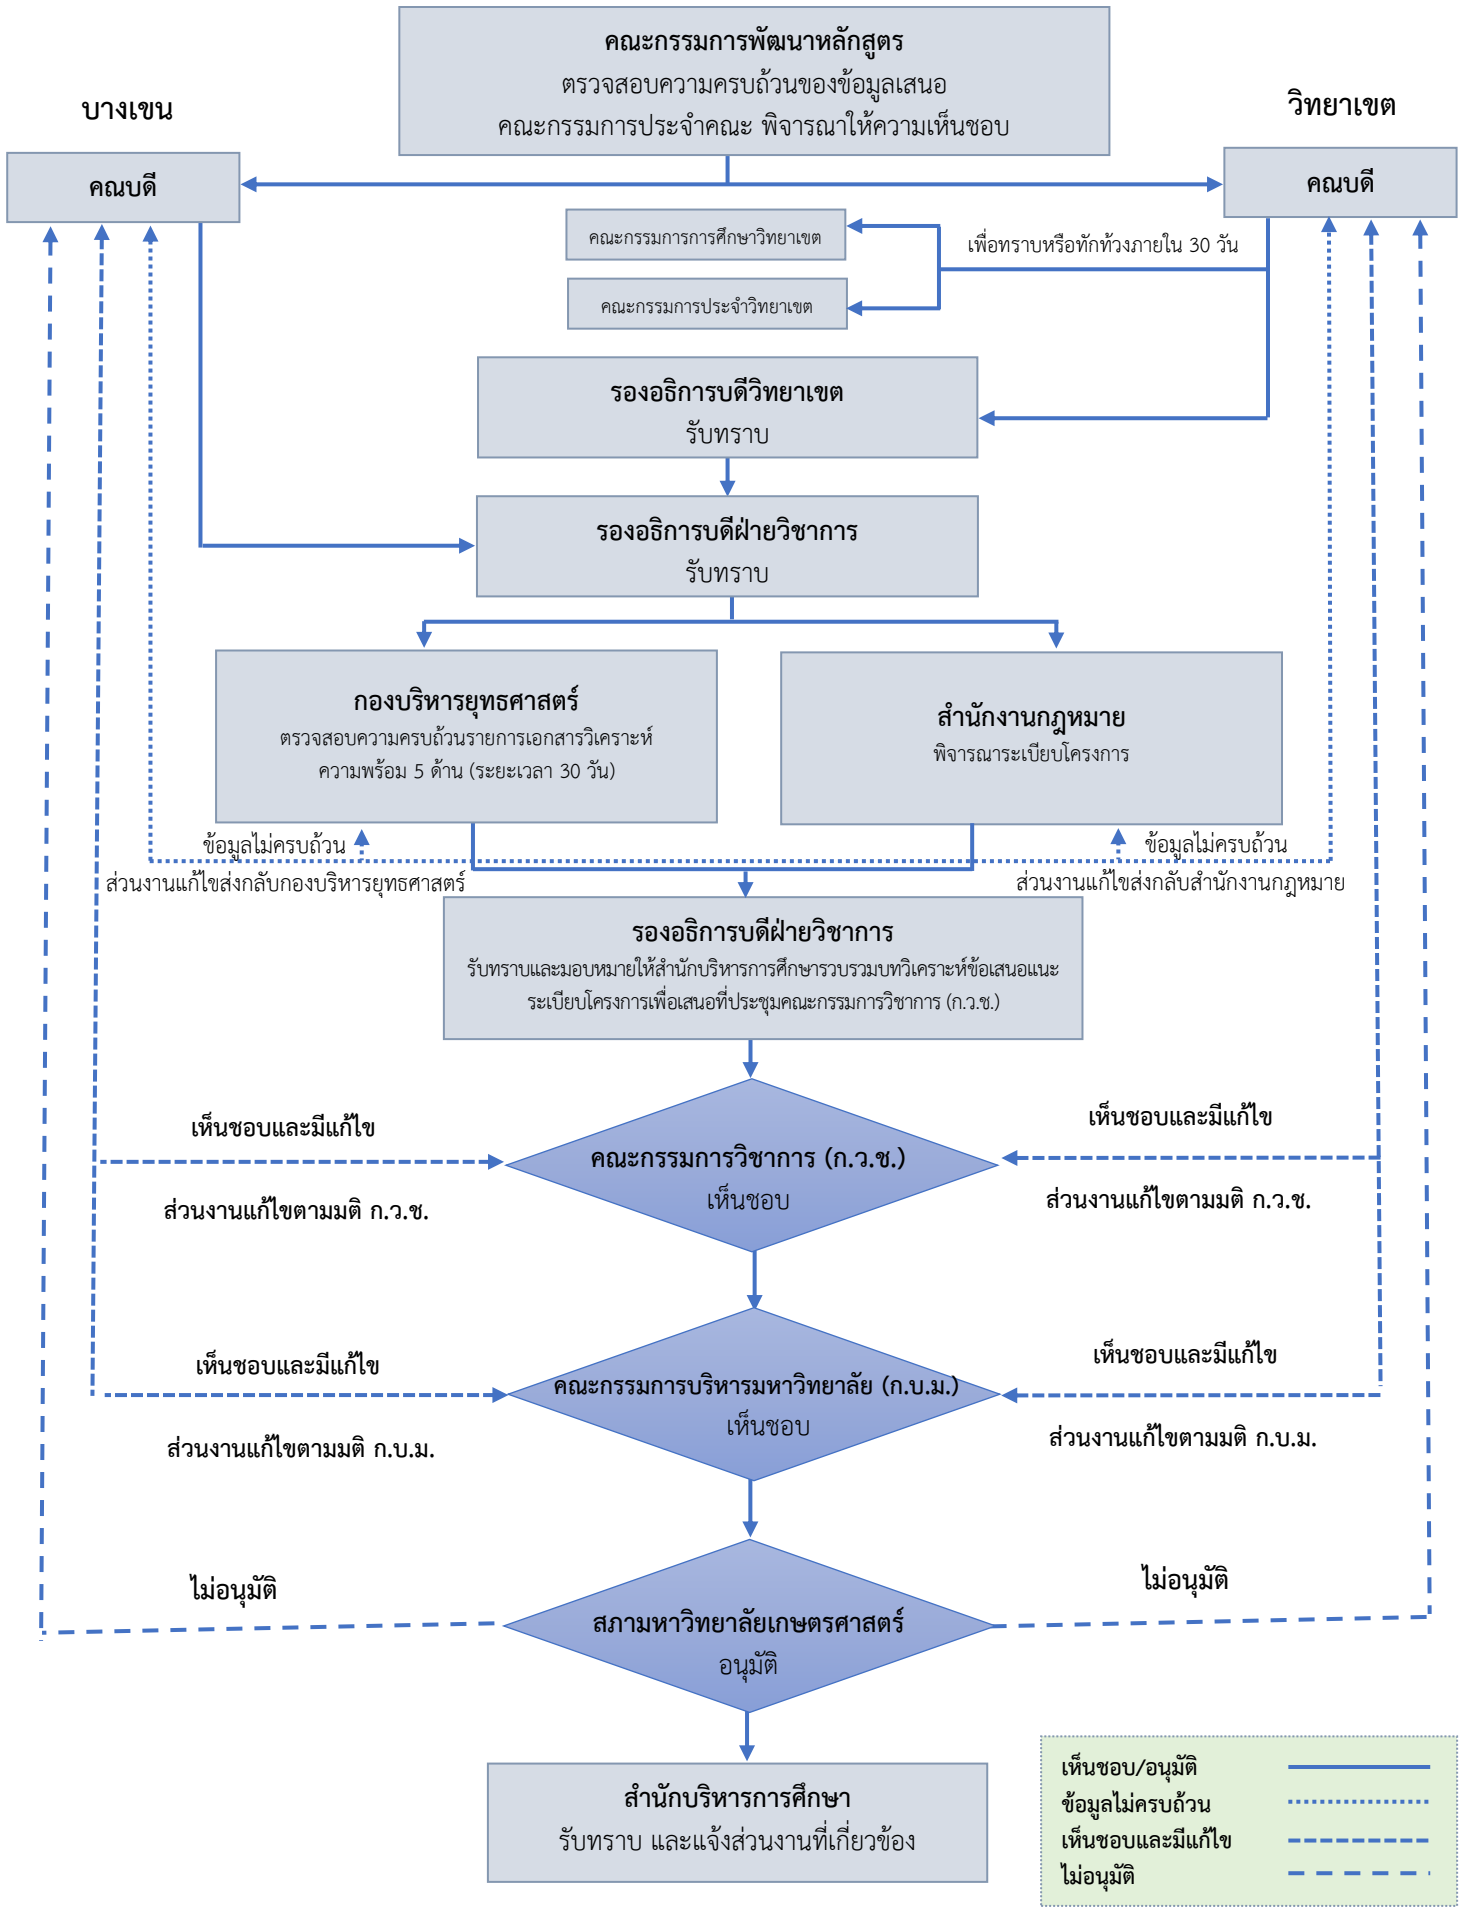 คณะกรรมการพัฒนาหลักสูตร
ตรวจสอบความครบถ้วนของข้อมูลเสนอ
คณะกรรมการประจำคณะ พิจารณาให้ความเห็นชอบ
บางเขน
วิทยาเขต
คณบดี
คณบดี
คณะกรรมการการศึกษาวิทยาเขต
เพื่อทราบหรือทักท้วงภายใน 30 วัน
คณะกรรมการประจำวิทยาเขต
รองอธิการบดีวิทยาเขต
รับทราบ
รองอธิการบดีฝ่ายวิชาการ
รับทราบ
กองบริหารยุทธศาสตร์
ตรวจสอบความครบถ้วนรายการเอกสารวิเคราะห์
ความพร้อม 5 ด้าน (ระยะเวลา 30 วัน)
สำนักงานกฎหมาย
พิจารณาระเบียบโครงการ
ข้อมูลไม่ครบถ้วน
ส่วนงานแก้ไขส่งกลับกองบริหารยุทธศาสตร์
ข้อมูลไม่ครบถ้วน
ส่วนงานแก้ไขส่งกลับสำนักงานกฎหมาย
รองอธิการบดีฝ่ายวิชาการ
รับทราบและมอบหมายให้สำนักบริหารการศึกษารวบรวมบทวิเคราะห์ข้อเสนอแนะ
ระเบียบโครงการเพื่อเสนอที่ประชุมคณะกรรมการวิชาการ (ก.ว.ช.)
เห็นชอบและมีแก้ไข
เห็นชอบและมีแก้ไข
คณะกรรมการวิชาการ (ก.ว.ช.)
เห็นชอบ
ส่วนงานแก้ไขตามมติ ก.ว.ช.
ส่วนงานแก้ไขตามมติ ก.ว.ช.
เห็นชอบและมีแก้ไข
เห็นชอบและมีแก้ไข
คณะกรรมการบริหารมหาวิทยาลัย (ก.บ.ม.)
เห็นชอบ
ส่วนงานแก้ไขตามมติ ก.บ.ม.
ส่วนงานแก้ไขตามมติ ก.บ.ม.
ไม่อนุมัติ
ไม่อนุมัติ
สภามหาวิทยาลัยเกษตรศาสตร์
อนุมัติ
สำนักบริหารการศึกษา
รับทราบ และแจ้งส่วนงานที่เกี่ยวข้อง
เห็นชอบ/อนุมัติ
ข้อมูลไม่ครบถ้วน
เห็นชอบและมีแก้ไข
ไม่อนุมัติ